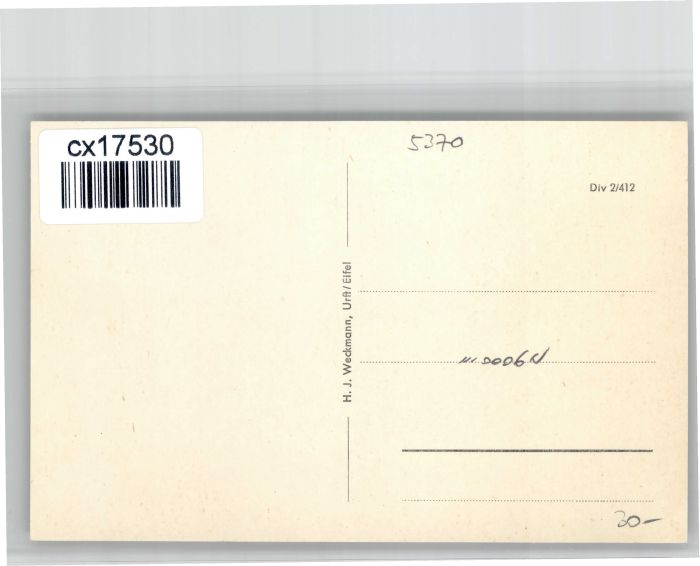 cx17530
5370
Div 2/412
H. J. Weckmann, Urft/Eifel
30-